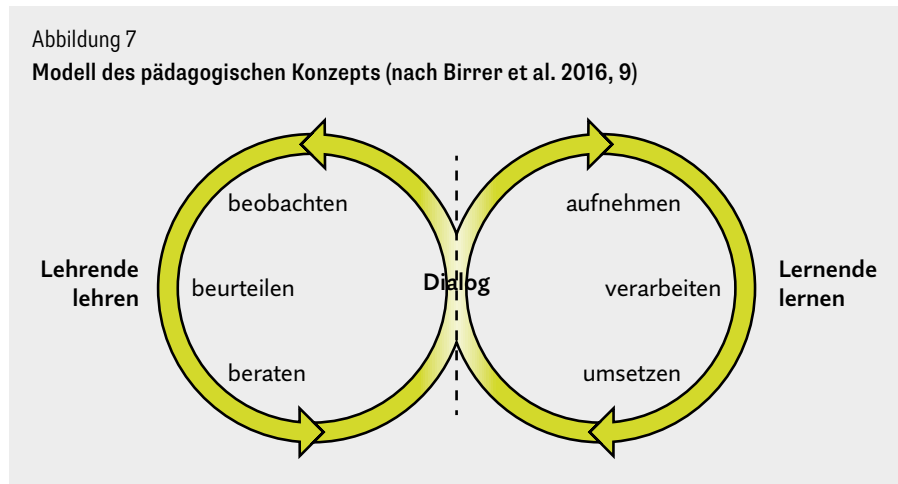 Abbildung 7
Modell des pädagogischen Konzepts (nach Birrer et al. 2016, 9)
beobachten
aufnehmen
Lehrende
lehren
beurteilen
Dialog
verarbeiten
Lernende
lernen
beraten
umsetzen